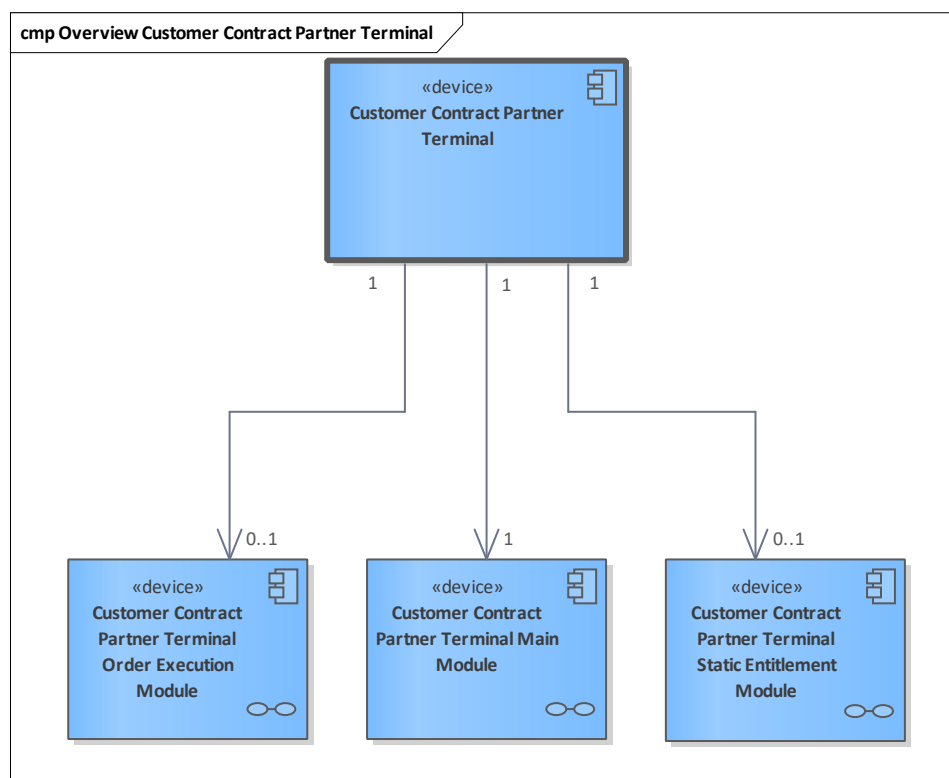 cmp Overview Customer Contract Partner Terminal
«device»
Customer Contract Partner
Terminal
1
1
1
0..1
1
0..1
«device»
Customer Contract
Partner Terminal
Order Execution
Module
«device»
Customer Contract
Partner Terminal Main
Module
«device»
Customer Contract
Partner Terminal
Static Entitlement
Module